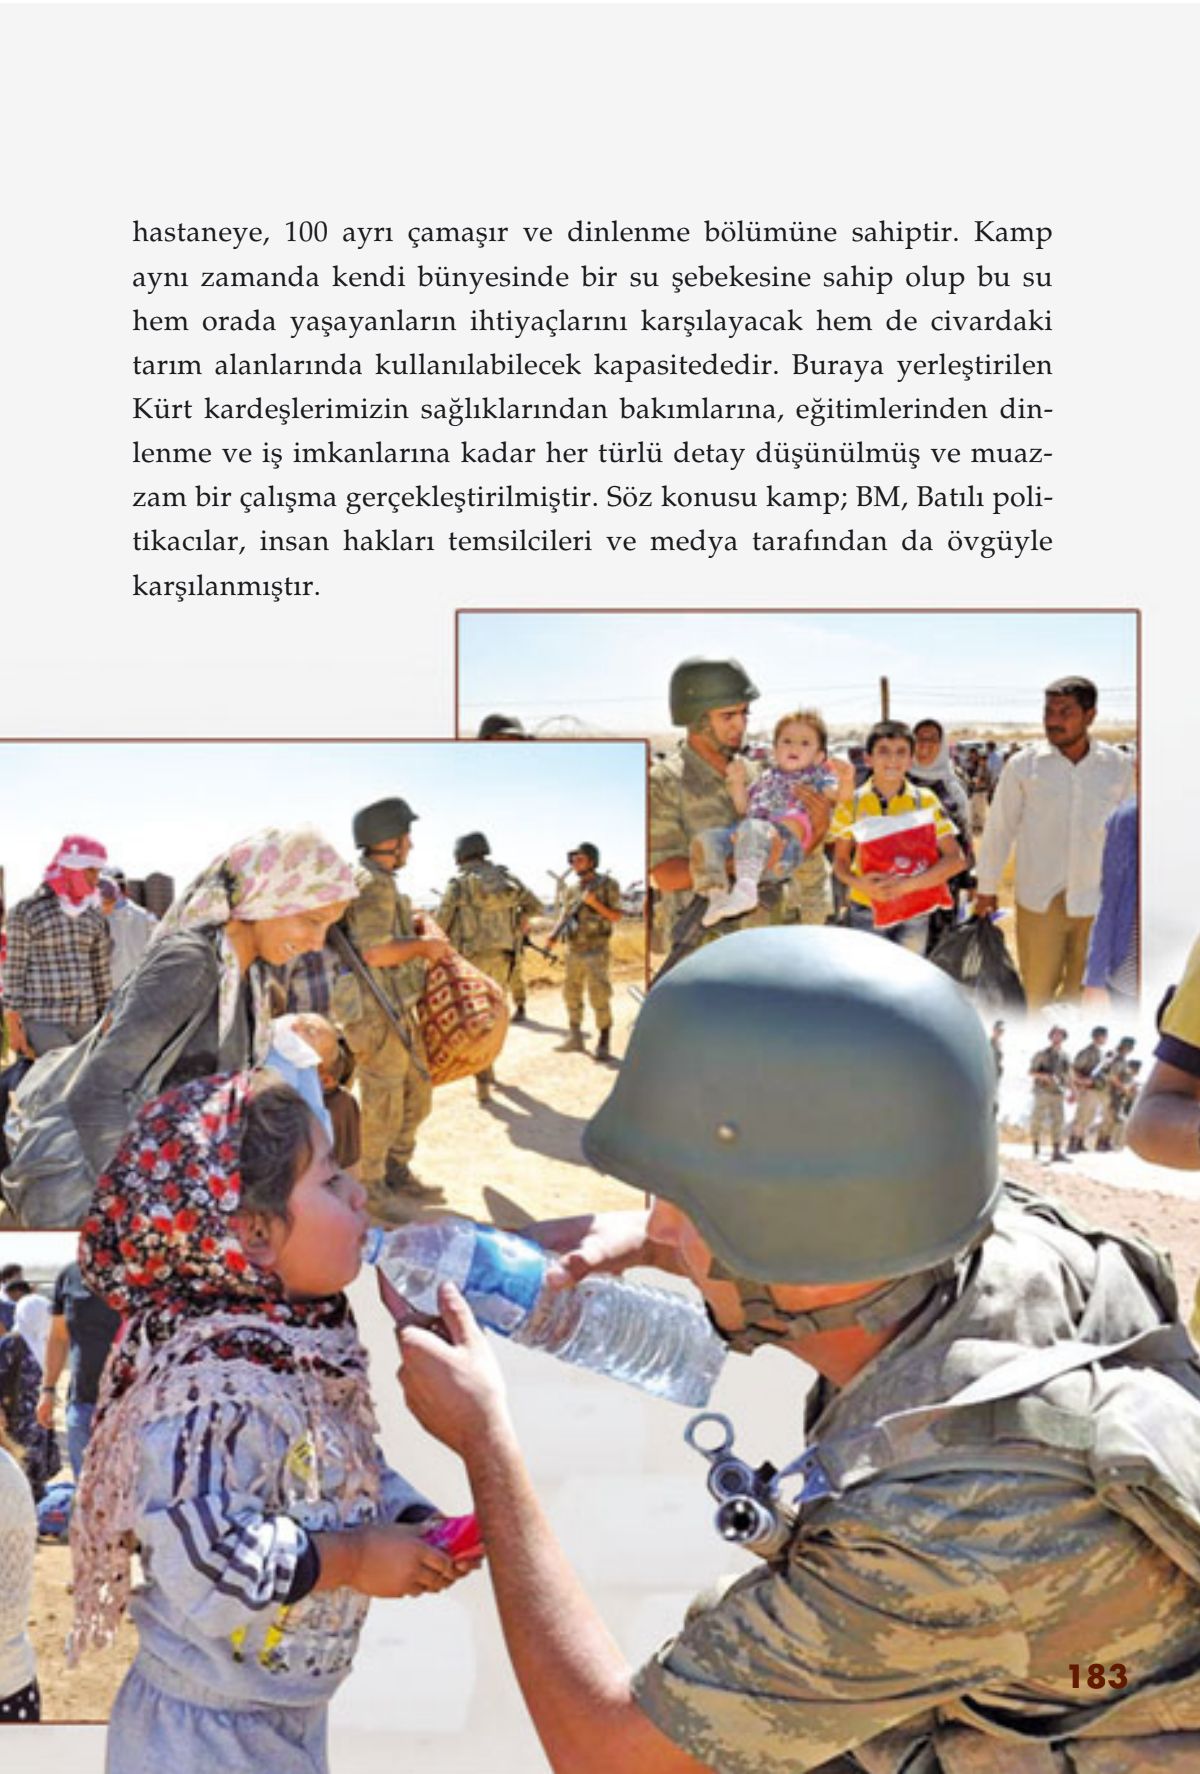 hastaneye, 100 ayrı çamaşır ve dinlenme bölümüne sahiptir. Kamp
aynı zamanda kendi bünyesinde bir su şebekesine sahip olup bu su
hem orada yaşayanların ihtiyaçlarını karşılayacak hem de civardaki
tarım alanlarında kullanılabilecek kapasitededir. Buraya yerleştirilen
Kürt kardeşlerimizin sağlıklarından bakımlarına, eğitimlerinden din-
lenme ve iş imkanlarına kadar her türlü detay düşünülmüş ve muaz-
zam bir çalışma gerçekleştirilmiştir. Söz konusu kamp; BM, Batılı poli-
tikacılar, insan hakları temsilcileri ve medya tarafından da övgüyle
karşılanmıştır.
183